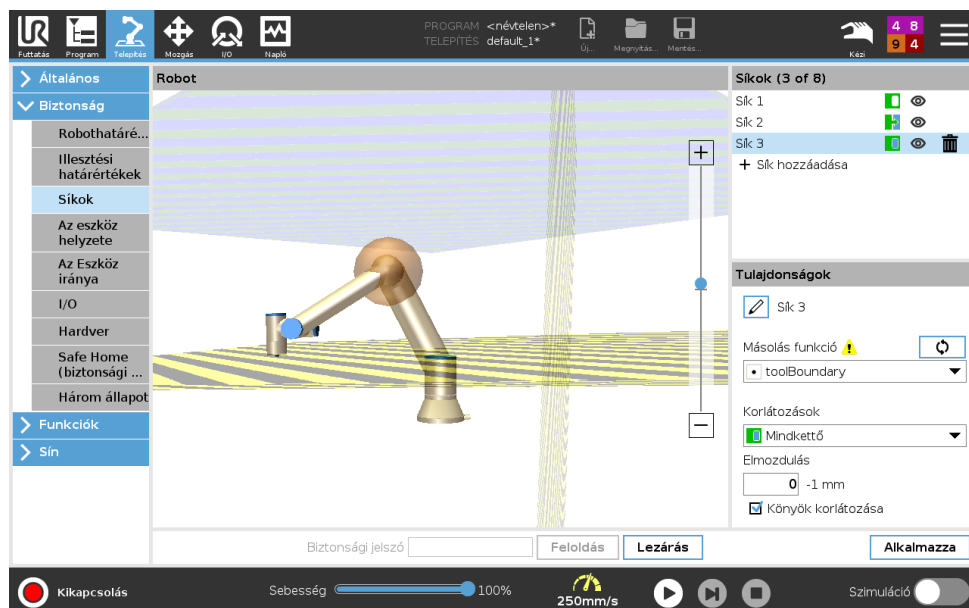 PROGRAM <névtelen>*
TELEPÍTÉS default_1*
Futtatás
Program
Telepítés
Mozgás
I/O
Napló
Új...
Megnyitás...
Mentés...
Kézi
4 8
9 4
Általános
Biztonság
Robothatáré...
Illesztési
határértékek
Síkok
Az eszköz
helyzete
Az Eszköz
iránya
I/O
Hardver
Safe Home
(biztonsági ...
Három állapot
Funkciók
Sín
Robot
Síkok (3 of 8)
Sík 1
Sík 2
Sík 3
Sík hozzáadása
Tulajdonságok
Sík 3
Másolás funkció
toolBoundary
Korlátozások
Mindkettő
Elmozdulás
0 -1 mm
Könyök korlátozása
Biztonsági jelszó
Feloldás
Lezárás
Alkalmazza
Kikapcsolás
Sebesség
100%
250mm/s
Szimuláció